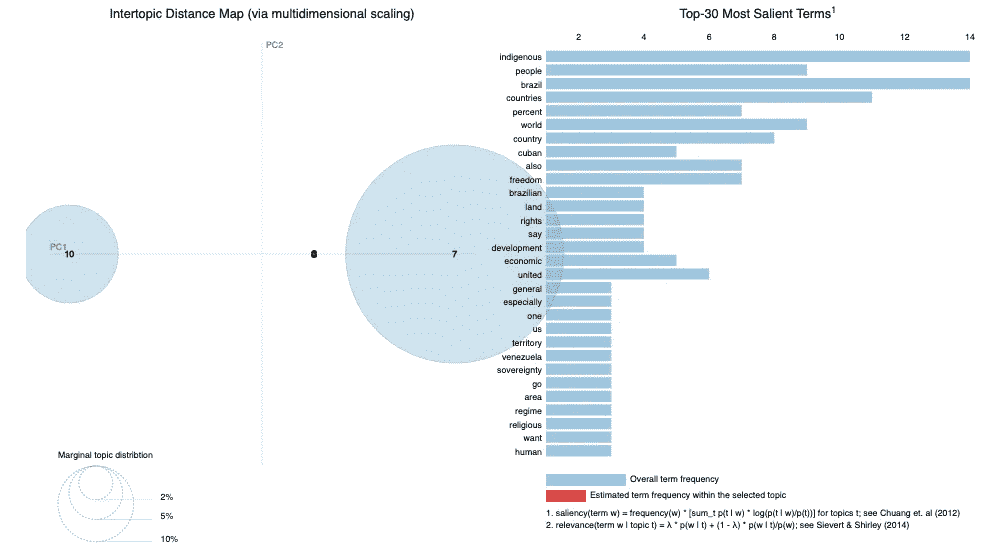 Intertopic Distance Map (via multidimensional scaling)
PC2
PC1
10
7
Marginal topic distribtion
2%
5%
10%
Top-30 Most Salient Terms1
2 4 6 8 10 12 14
indigenous
people
brazil
countries
percent
world
country
cuban
also
freedom
brazilian
land
rights
say
development
economic
united
general
especially
one
us
territory
venezuela
sovereignty
go
area
regime
religious
want
human
Overall term frequency
Estimated term frequency within the selected topic
1. saliency(term w) = frequency(w) * [sum_t p(t | w) * log(p(t | w)/p(t))] for topics t; see Chuang et. al (2012)
2. relevance(term w | topic t) = λ * p(w | t) + (1 - λ) * p(w | t)/p(w); see Sievert & Shirley (2014)